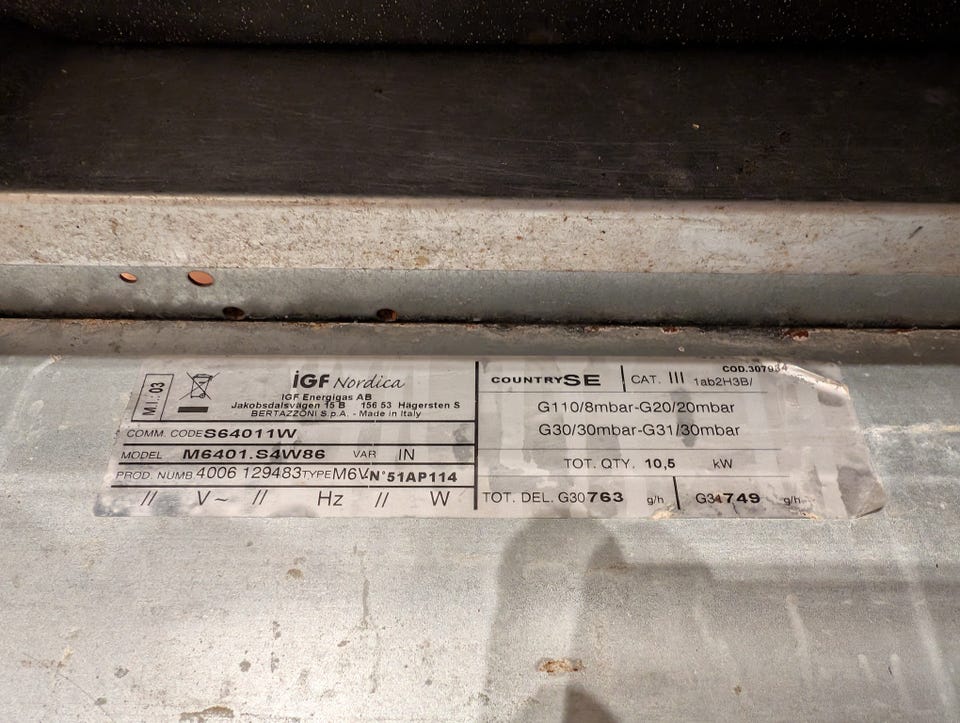 M.I.: 03
iGF Nordica
IGF Energigas AB
Jakobsdalsvägen 15 B 156 53 Hägersten S
BERTAZZONI S.p.A. - Made in Italy
COMM. CODE S64011W
MODEL M6401.S4W86 VAR IN
PROD. NUMB. 4006 129483 TYPE M6V N°51AP114
// V~ // Hz // W
COD.307934
COUNTRY SE CAT. III 1ab2H3B/
G110/8mbar-G20/20mbar
G30/30mbar-G31/30mbar
TOT. QTY. 10,5 kW
TOT. DEL. G30 763 g/h G31 749 g/h